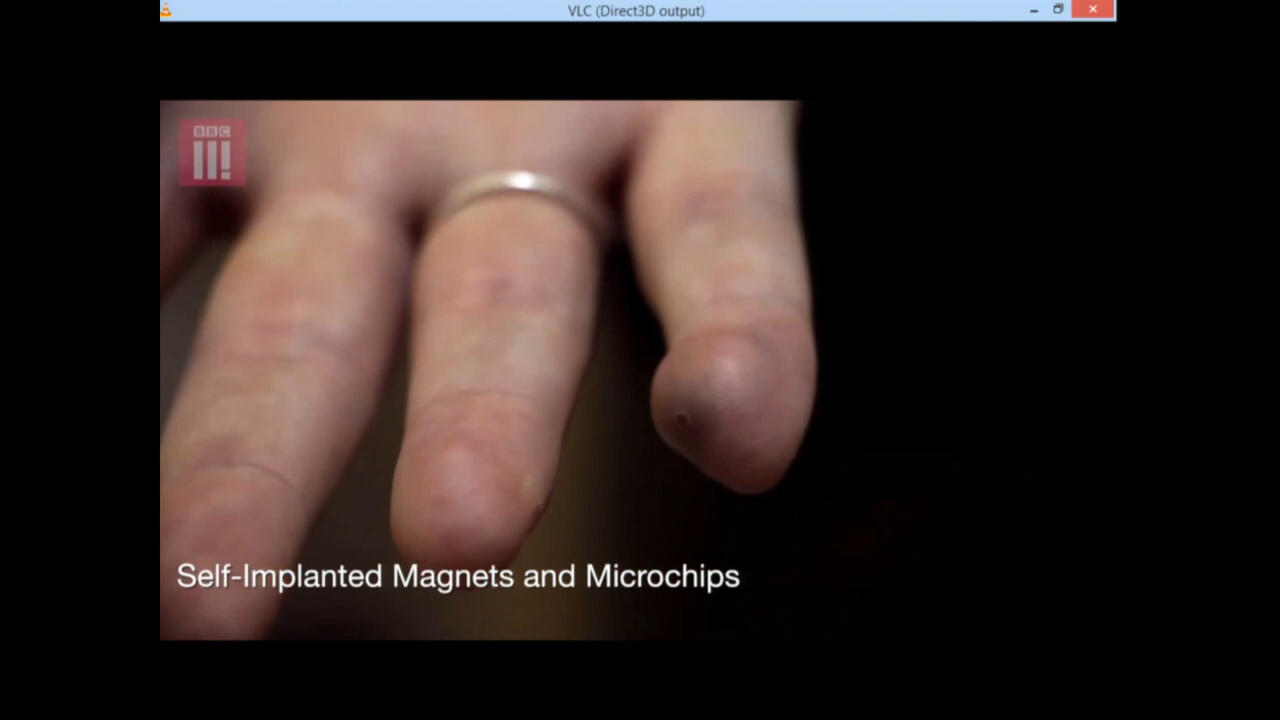 VLC (Direct3D output)
BBC
Self-Implanted Magnets and Microchips